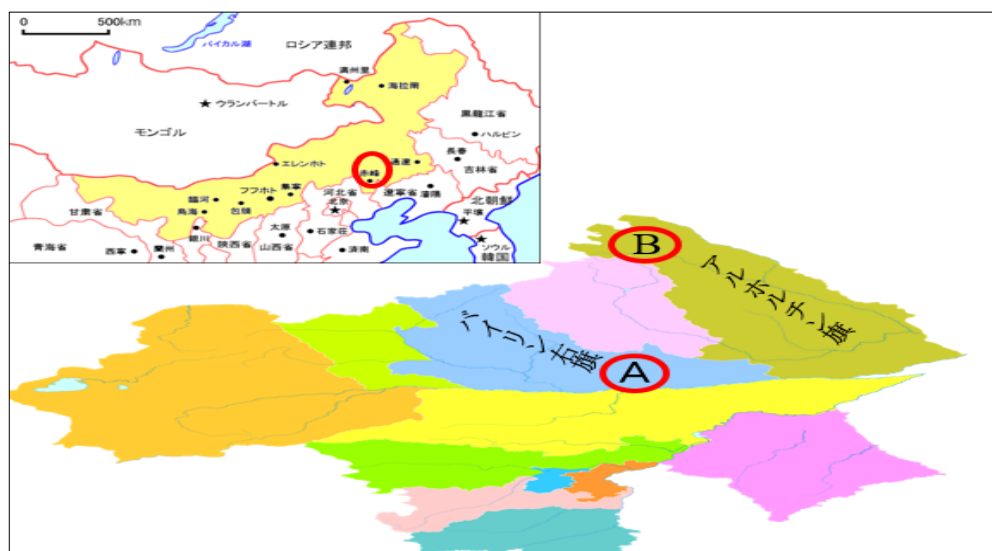 0 500km
バイカル湖
ロシア連邦
満州里
海拉爾
★ウランバートル
黒龍江省
モンゴル
ハルビン
エレンホト
通遼
長春
赤峰
吉林省
フフホト
集寧
河北省
遼寧省
瀋陽
臨河
北京
北朝鮮
甘粛省
烏海
包頭
平壌
太原
石家荘
銀川
陝西省
山西省
ソウル
青海省
西寧
蘭州
済南
韓国
B
アルホルチン旗
バイリン右旗
A